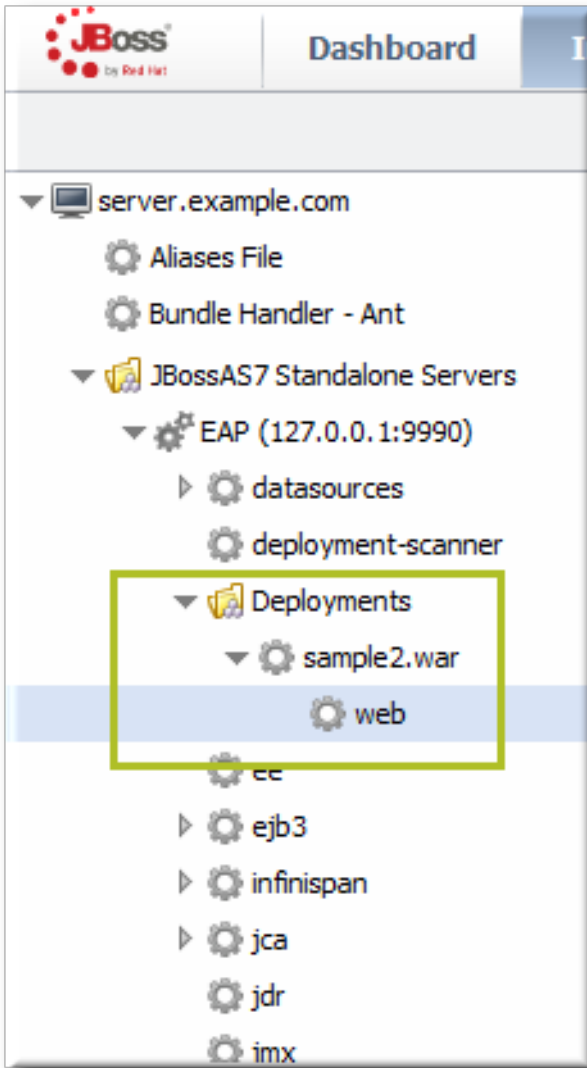 JBoss
by Red Hat
Dashboard
I
server.example.com
Aliases File
Bundle Handler - Ant
JBossAS7 Standalone Servers
EAP (127.0.0.1:9990)
datasources
deployment-scanner
Deployments
sample2.war
web
ee
ejb3
infinispan
jca
jdr
jmx